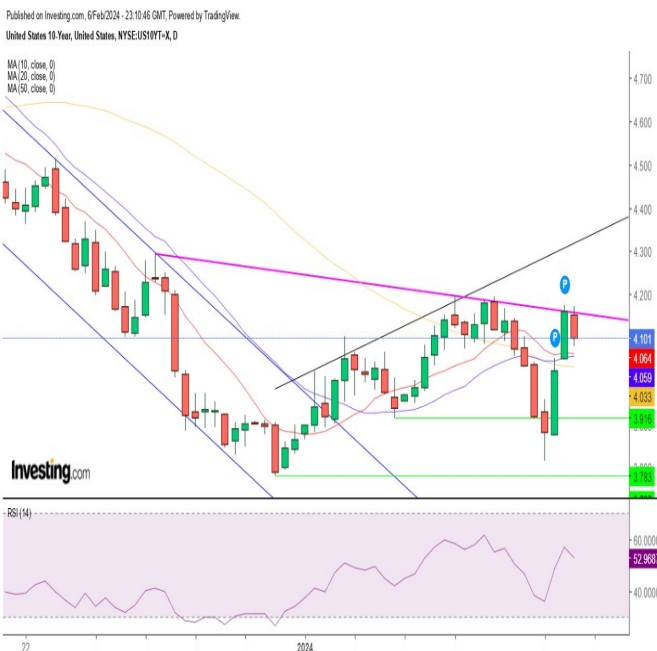 Published on Investing.com, 6/Feb/2024 - 23:10:46 GMT, Powered by TradingView.
United States 10-Year, United States, NYSE:US10YT=X, D
MA (10, close, 0)
MA (20, close, 0)
MA (50, close, 0)
4.700
4.600
4.500
4.400
4.300
P
4.200
P
4.101
4.064
4.059
4.033
3.916
3.783
Investing.com
RSI (14)
60.0000
52.968
40.0000
22
2024